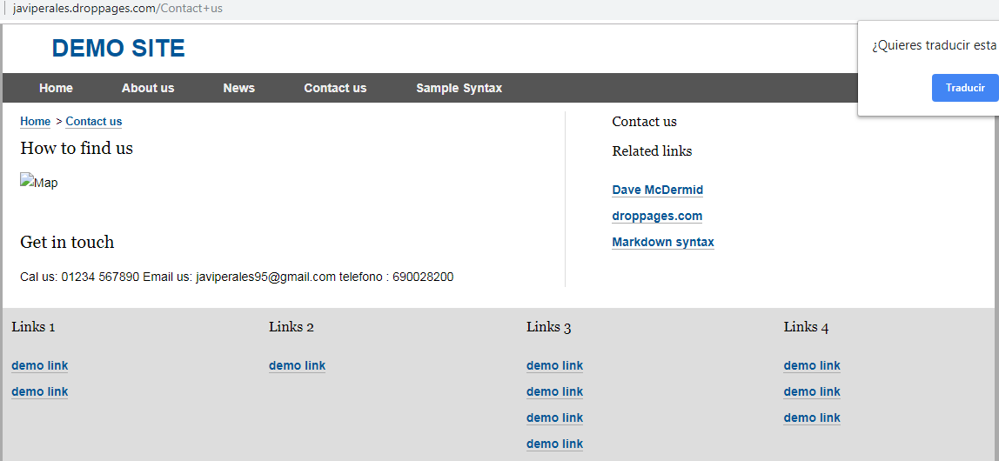 javiperales.droppages.com/Contact+us
DEMO SITE
¿Quieres traducir esta
Traducir
Home About us News Contact us Sample Syntax
Home > Contact us
How to find us
Map
Get in touch
Cal us: 01234 567890 Email us: javiperales95@gmail.com telefono : 690028200
Contact us
Related links
Dave McDermid
droppages.com
Markdown syntax
Links 1
demo link
demo link
Links 2
demo link
Links 3
demo link
demo link
demo link
demo link
Links 4
demo link
demo link
demo link